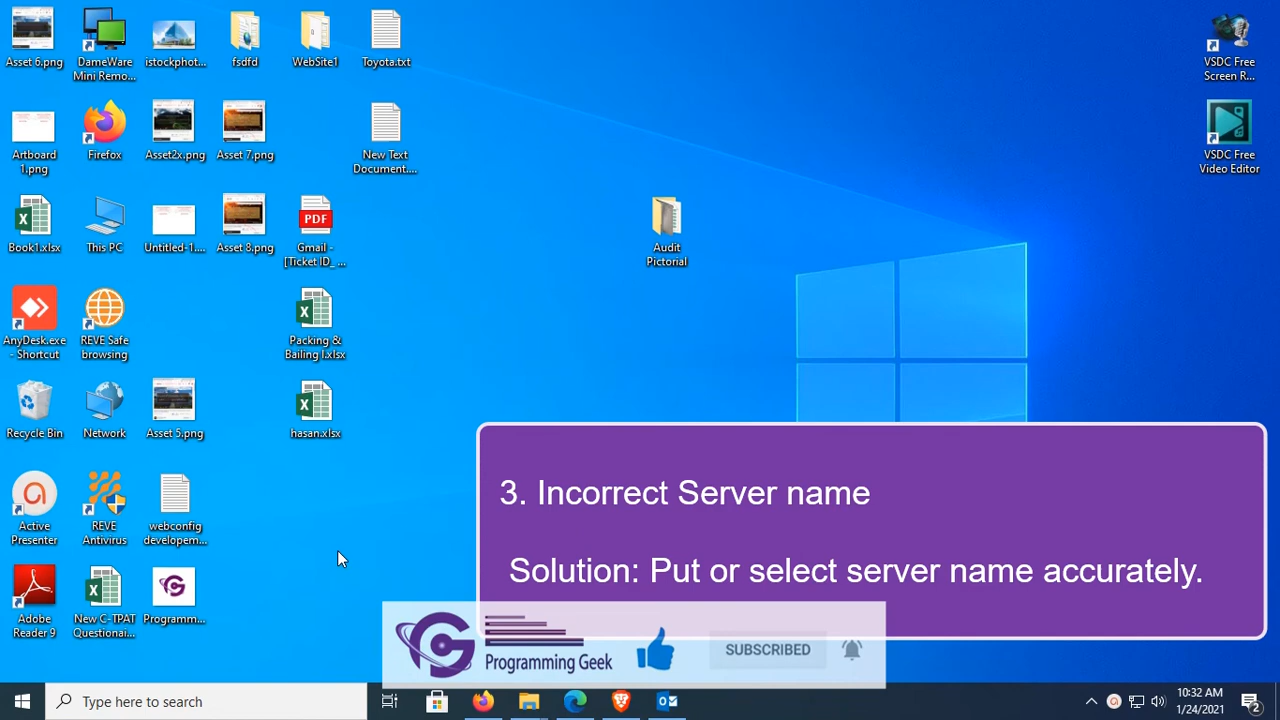 Asset 6.png
DameWare
Mini Remo...
istockphot...
fsdfd
WebSite1
Toyota.txt
VSDC Free
Screen R...
Artboard
1.png
Firefox
Asset2x.png
Asset 7.png
New Text
Document....
VSDC Free
Video Editor
Book1.xlsx
This PC
Untitled-1....
Asset 8.png
PDF
Gmail -
[Ticket ID_ ...
Audit
Pictorial
AnyDesk.exe
- Shortcut
REVE Safe
browsing
Packing &
Bailing I.xlsx
Recycle Bin
Network
Asset 5.png
hasan.xlsx
Active
Presenter
REVE
Antivirus
webconfig
developem...
Adobe
Reader 9
New C-TPAT
Questionai...
Programm...
3. Incorrect Server name
Solution: Put or select server name accurately.
Programming Geek
SUBSCRIBED
Type here to search
10:32 AM
1/24/2021
2